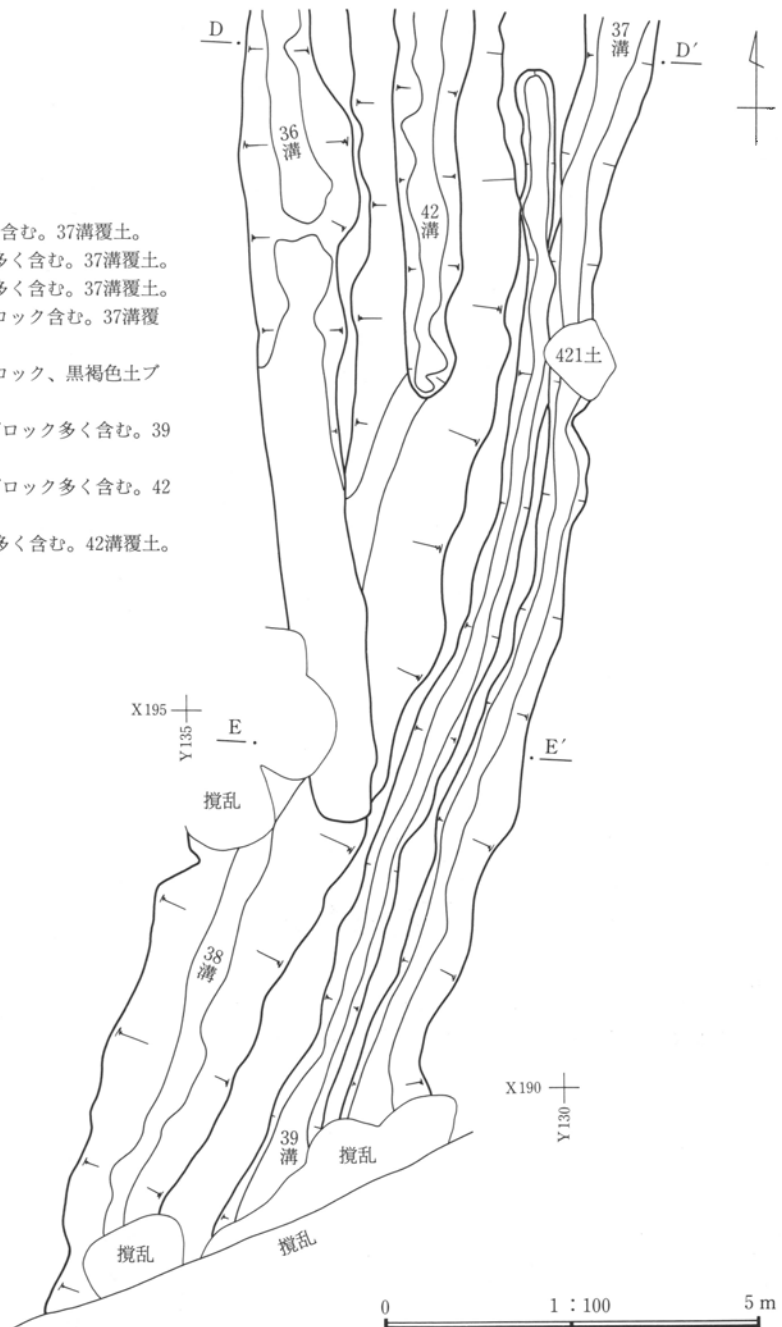 D
D′
37
溝
36
溝
42
溝
含む。37溝覆土。
多く含む。37溝覆土。
多く含む。37溝覆土。
ロック含む。37溝覆
ロック、黒褐色土ブ
ブロック多く含む。39
ブロック多く含む。42
多く含む。42溝覆土。
421土
X195
Y135
E
E′
撹乱
38
溝
X190
Y130
39
溝
撹乱
撹乱
撹乱
0 1:100 5m